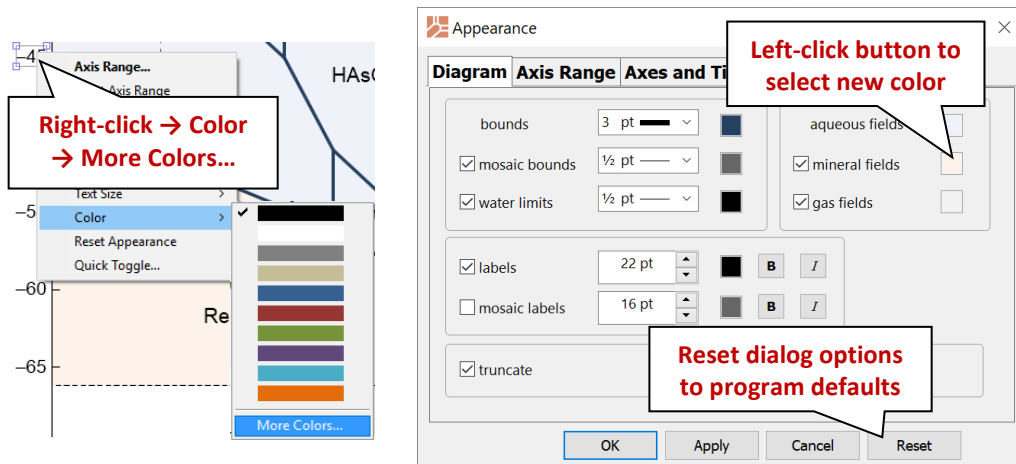 –45
Axis Range...
Axis Range
Right-click → Color
→ More Colors...
Text Size
Color
Reset Appearance
Quick Toggle...
More Colors...
HAsO
–5
–60
Re
–65
Appearance
Left-click button to
select new color
Diagram Axis Range Axes and Ti
bounds 3 pt
mosaic bounds ½ pt
water limits ½ pt
aqueous fields
mineral fields
gas fields
labels 22 pt B I
mosaic labels 16 pt B I
truncate
Reset dialog options
to program defaults
OK Apply Cancel Reset